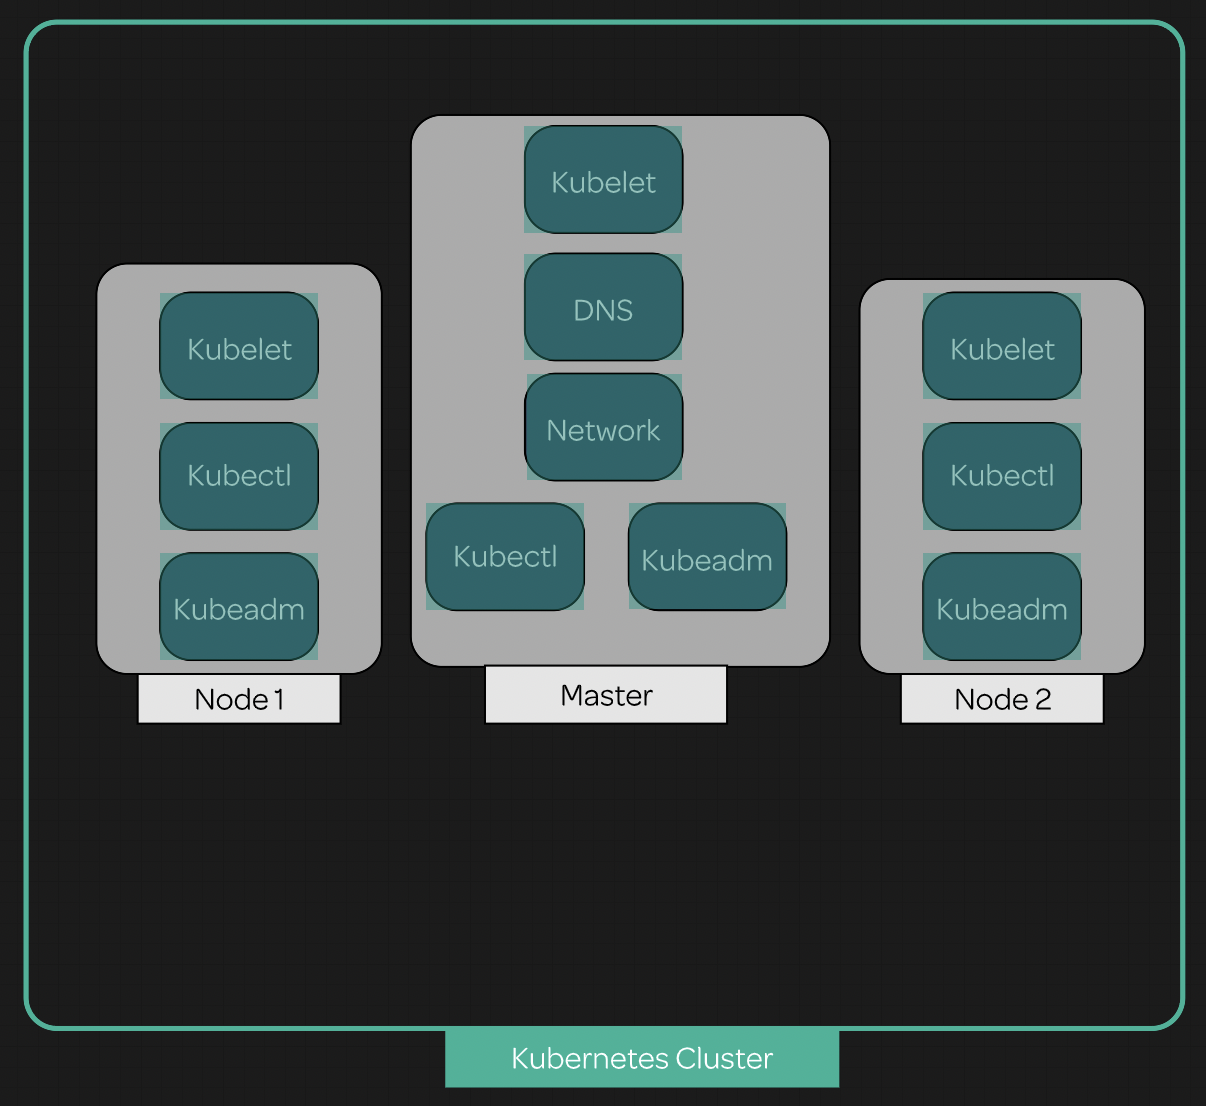 Kubelet
DNS
Network
Kubectl
Kubeadm
Master
Kubelet
Kubectl
Kubeadm
Node 1
Kubelet
Kubectl
Kubeadm
Node 2
Kubernetes Cluster